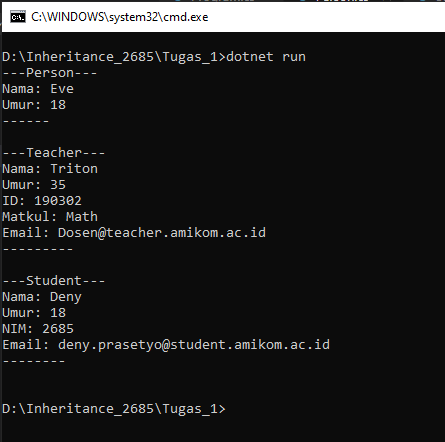 C:\WINDOWS\system32\cmd.exe
D:\Inheritance_2685\Tugas_1>dotnet run
---Person---
Nama: Eve
Umur: 18
------
---Teacher---
Nama: Triton
Umur: 35
ID: 190302
Matkul: Math
Email: Dosen@teacher.amikom.ac.id
---------
---Student---
Nama: Deny
Umur: 18
NIM: 2685
Email: deny.prasetyo@student.amikom.ac.id
--------
D:\Inheritance_2685\Tugas_1>